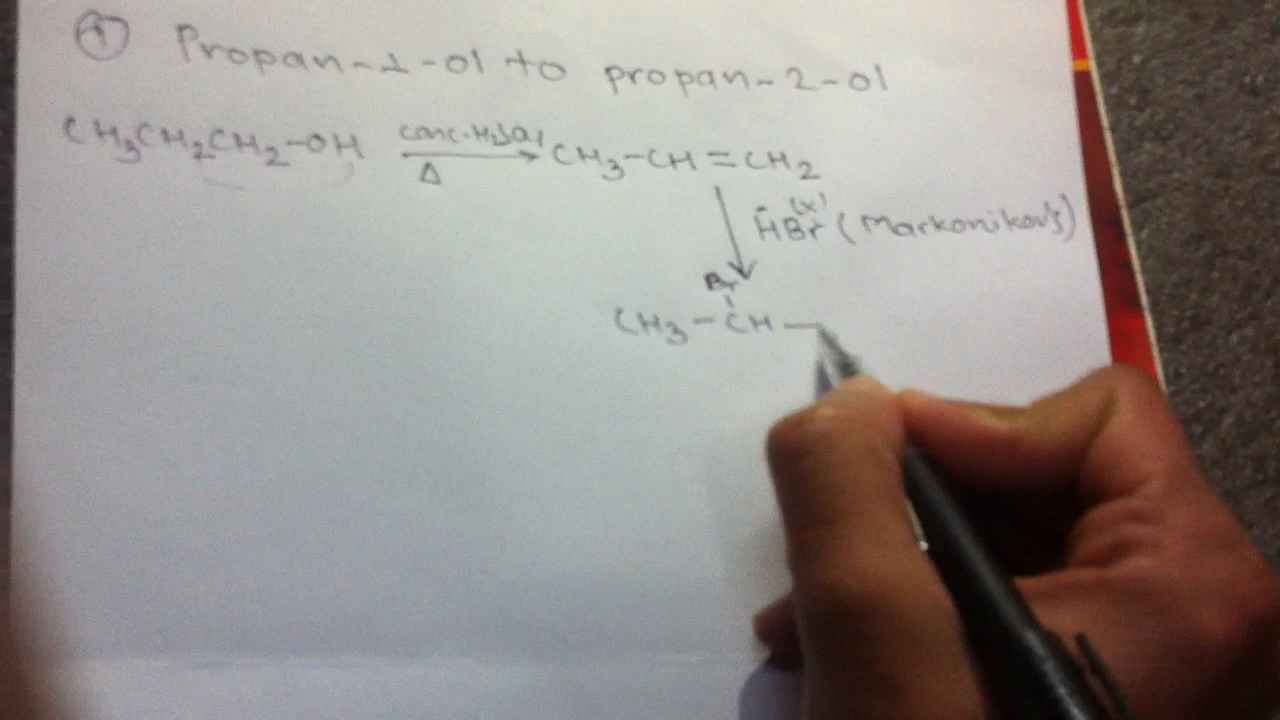 ① Propan-1-ol to propan-2-ol
CH₃CH₂CH₂-OH conc.H₂SO₄ Δ → CH₃-CH=CH₂
↓ HBr (x) (Markonikov's)
Br
CH₃-CH-